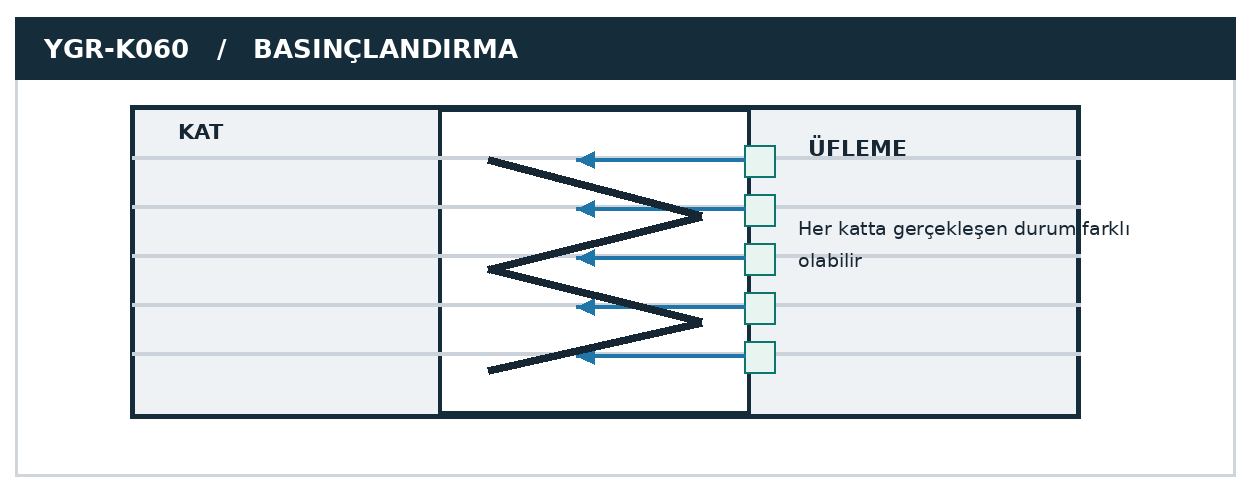 YGR-K060 / BASINÇLANDIRMA
KAT
ÜFLEME
Her katta gerçekleşen durum farklı
olabilir